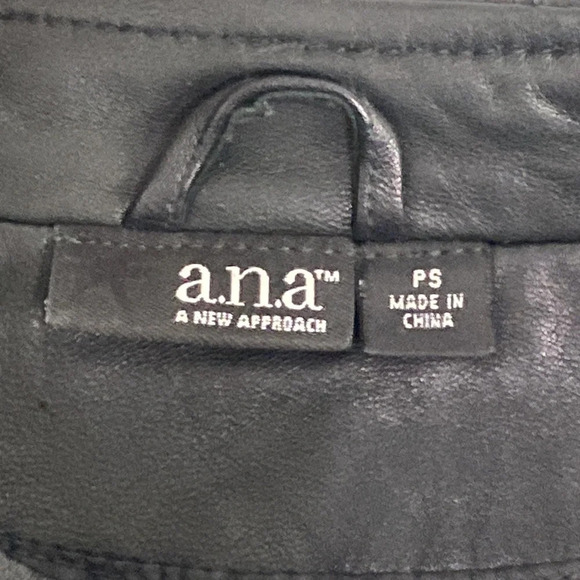 a.n.a™
A NEW APPROACH
PS
MADE IN
CHINA